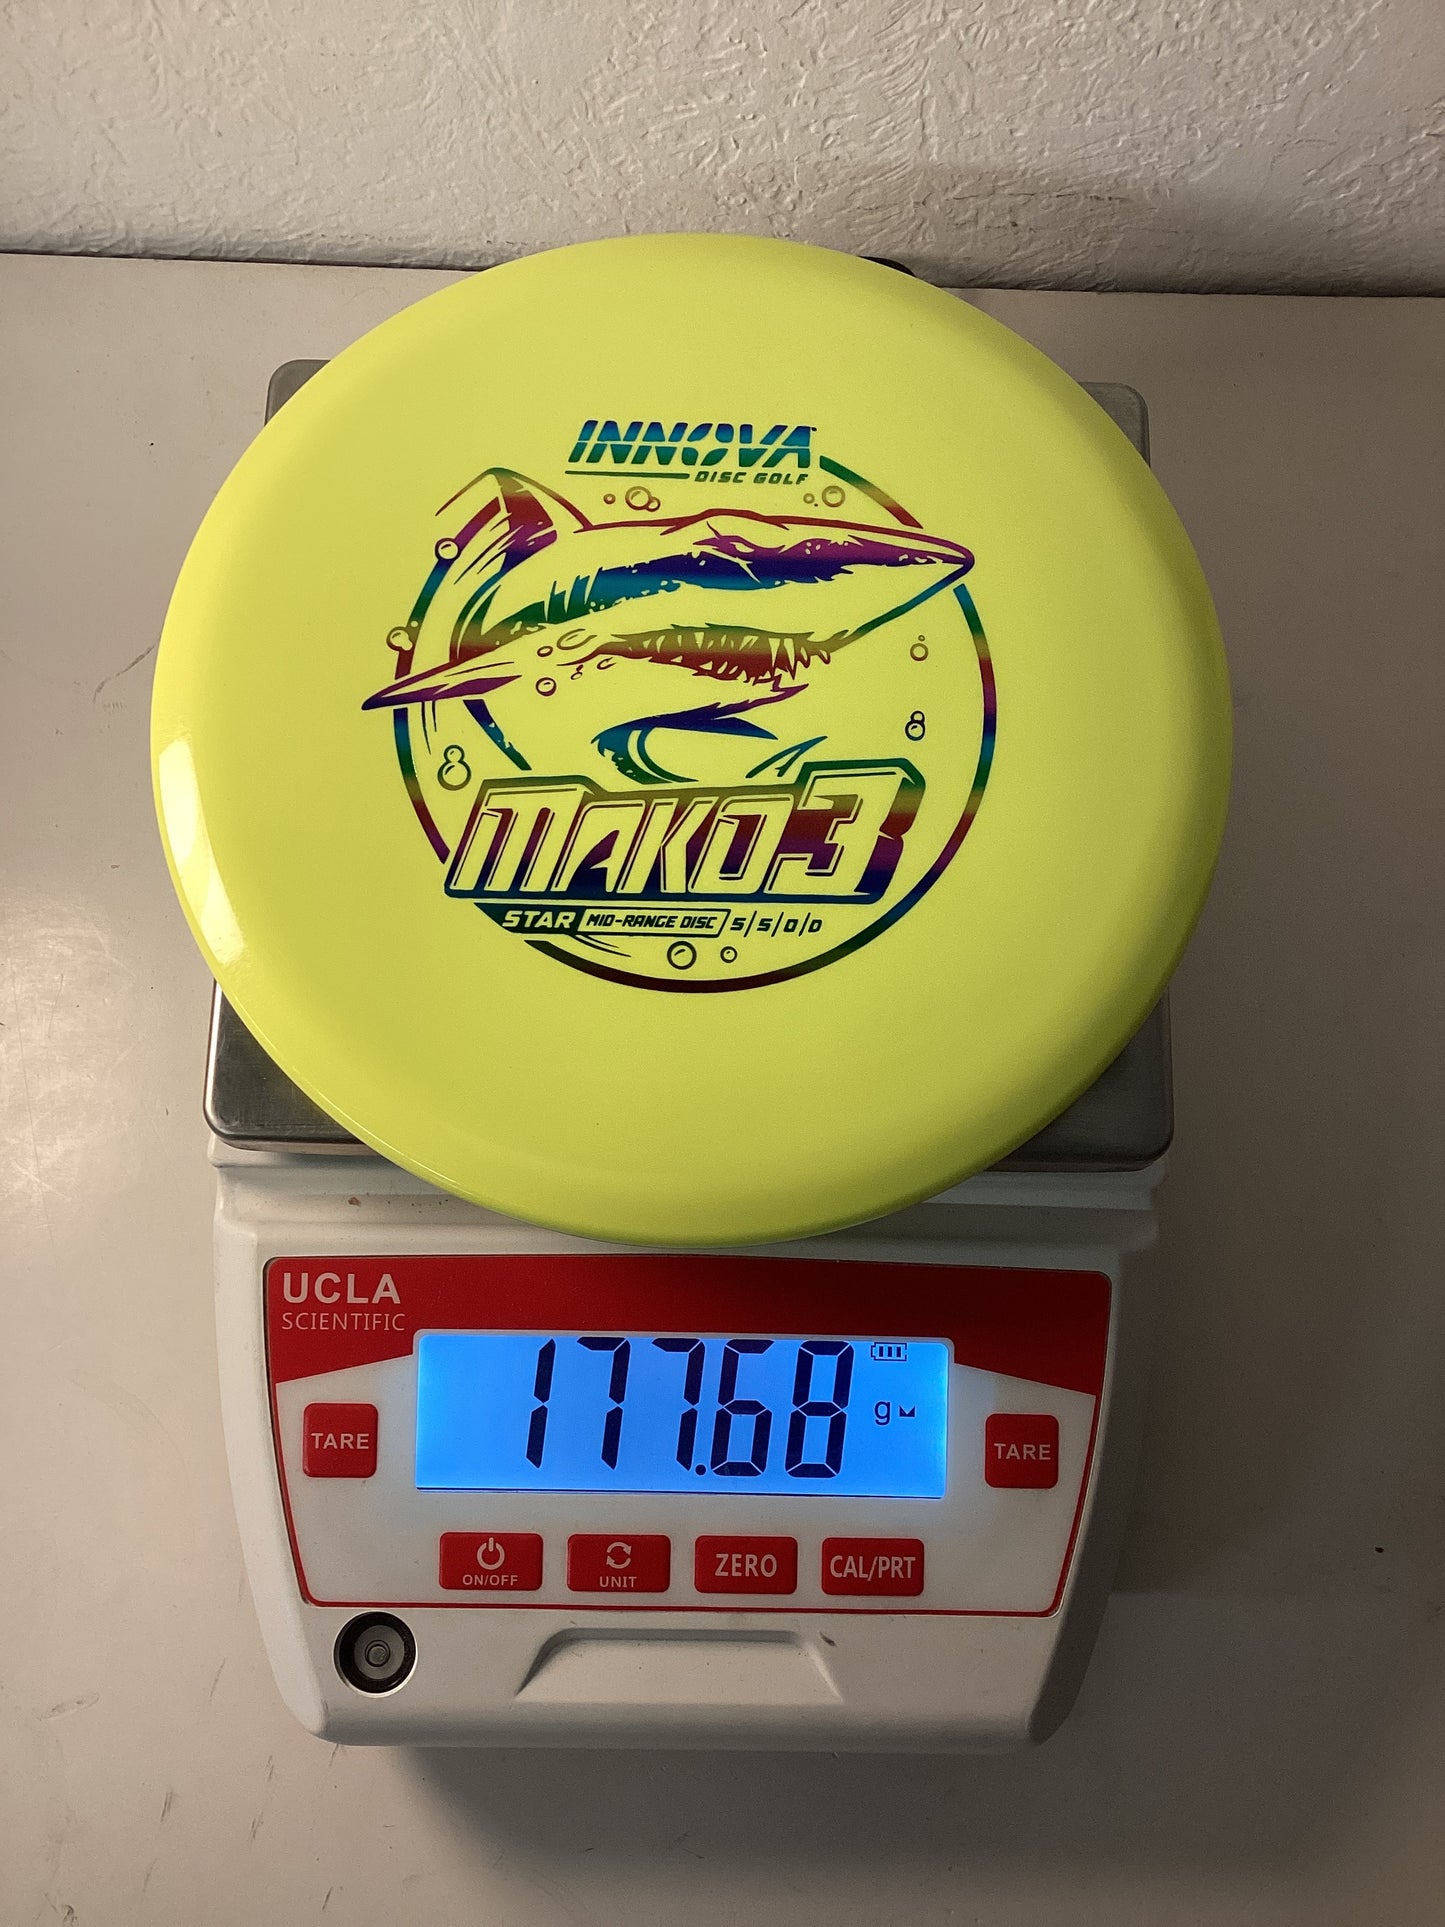 INNOVA
DISC GOLF
MAKO3
STAR MID-RANGE DISC 5/5/0/0
UCLA
SCIENTIFIC
177.68 g
TARE
TARE
ON/OFF UNIT ZERO CAL/PRT